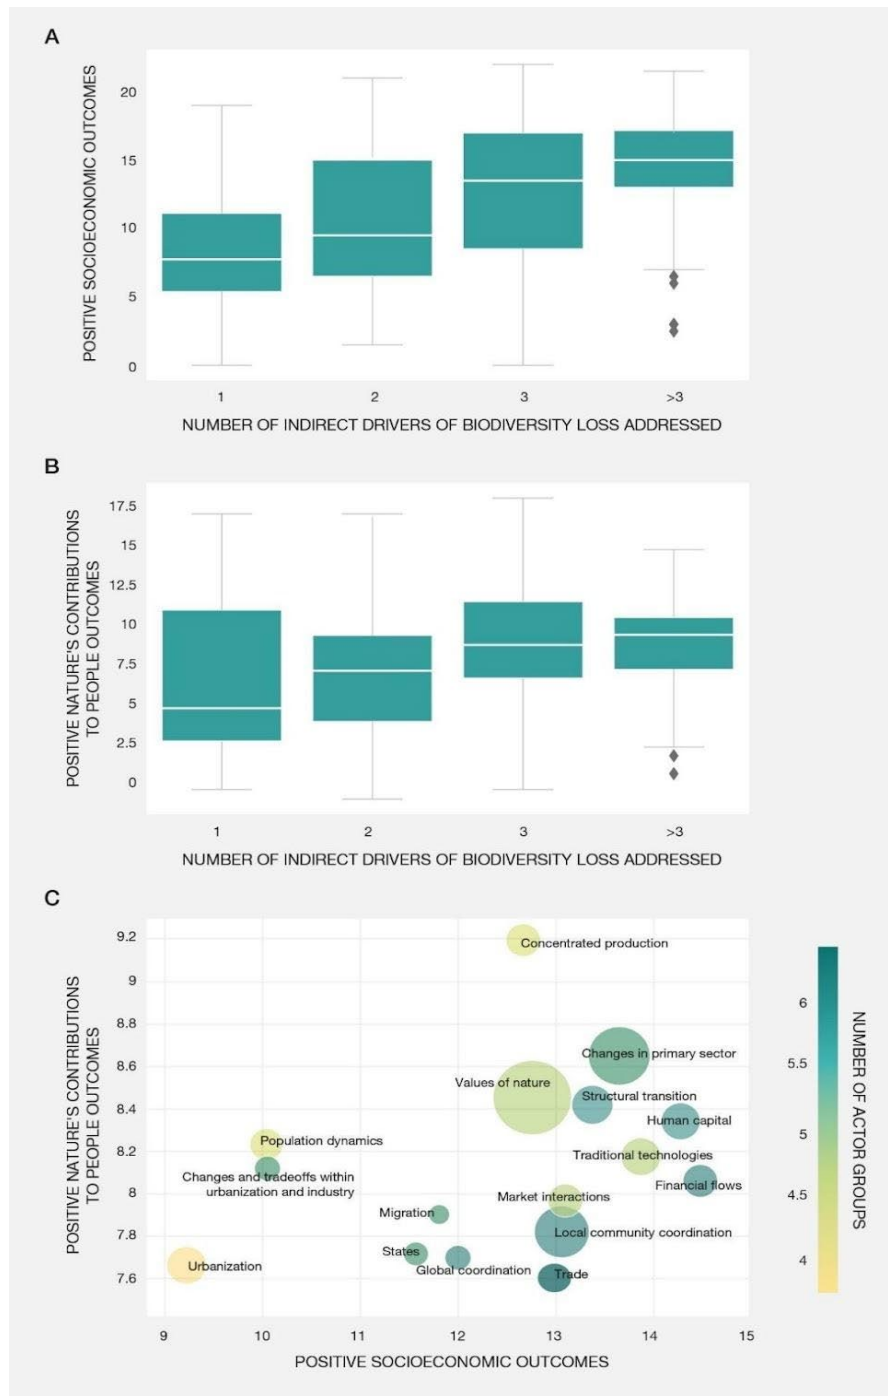 A
POSITIVE SOCIOECONOMIC OUTCOMES
20
15
10
5
0
1
2
3
>3
NUMBER OF INDIRECT DRIVERS OF BIODIVERSITY LOSS ADDRESSED
B
POSITIVE NATURE'S CONTRIBUTIONS
TO PEOPLE OUTCOMES
17.5
15
12.5
10
7.5
5
2.5
0
1
2
3
>3
NUMBER OF INDIRECT DRIVERS OF BIODIVERSITY LOSS ADDRESSED
C
POSITIVE NATURE'S CONTRIBUTIONS
TO PEOPLE OUTCOMES
9.2
9
8.8
8.6
8.4
8.2
8
7.8
7.6
Concentrated production
Changes in primary sector
Values of nature
Structural transition
Human capital
Population dynamics
Traditional technologies
Changes and tradeoffs within
urbanization and industry
Financial flows
Market interactions
Migration
Local community coordination
States
Global coordination
Urbanization
Trade
9
10
11
12
13
14
15
POSITIVE SOCIOECONOMIC OUTCOMES
6
5.5
5
4.5
4
NUMBER OF ACTOR GROUPS